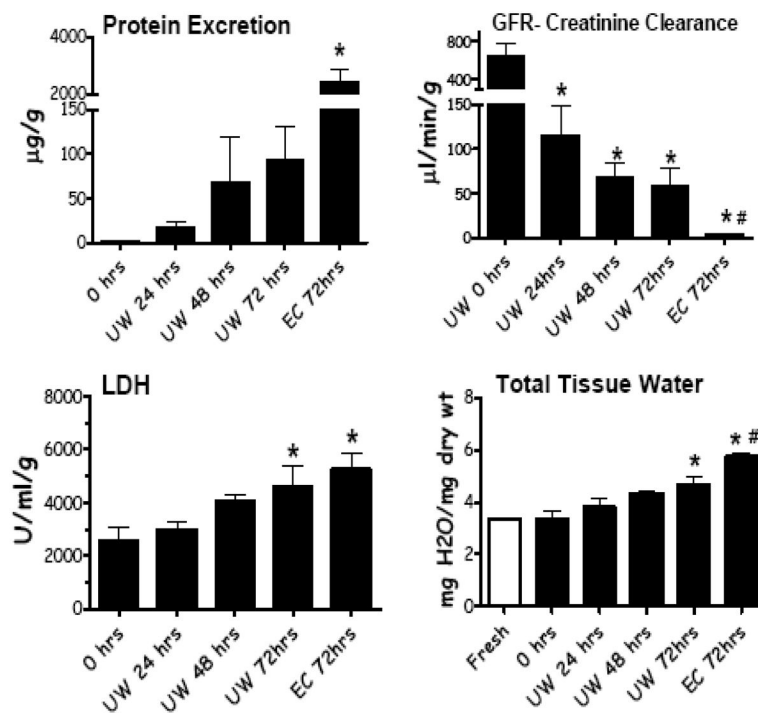 Protein Excretion
4000
2000
150
100
50
0
µg/g
*
0 hrs
UW 24 hrs
UW 48 hrs
UW 72 hrs
EC 72hrs
GFR- Creatinine Clearance
800
400
150
100
50
0
µl/min/g
*
*
*
* #
UW 0 hrs
UW 24hrs
UW 48 hrs
UW 72hrs
EC 72hrs
LDH
8000
6000
4000
2000
0
U/ml/g
*
*
0 hrs
UW 24 hrs
UW 48 hrs
UW 72hrs
EC 72hrs
Total Tissue Water
8
6
4
2
0
mg H2O/mg dry wt
*
* #
Fresh
0 hrs
UW 24 hrs
UW 48 hrs
UW 72hrs
EC 72hrs